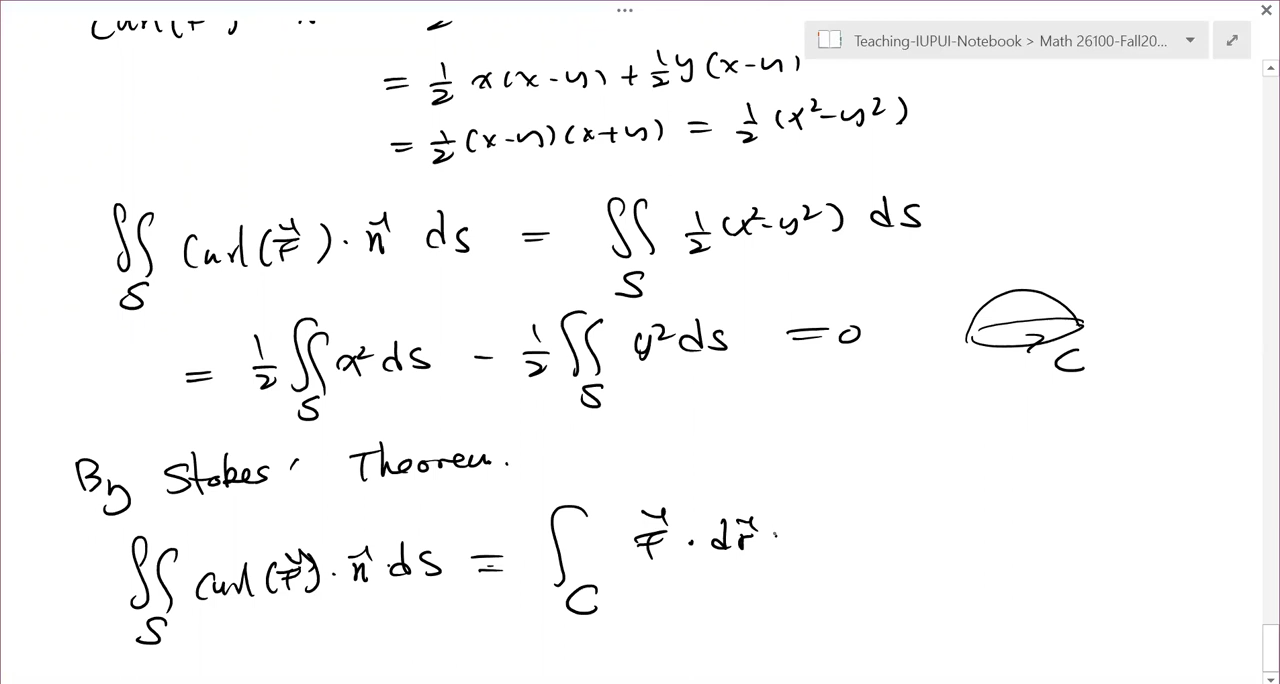 Teaching-IUPUI-Notebook > Math 26100-Fall20...
= 1/2 x(x-y) + 1/2 y(x-y)
= 1/2 (x-y)(x+y) = 1/2 (x²-y²)
∬_S Curl(F⃗) · n⃗ ds = ∬_S 1/2 (x²-y²) ds
= 1/2 ∬_S x² ds - 1/2 ∬_S y² ds = 0
C
By Stokes' Theorem.
∬_S curl(F⃗) · n⃗ · ds = ∫_C F⃗ · dr⃗ .